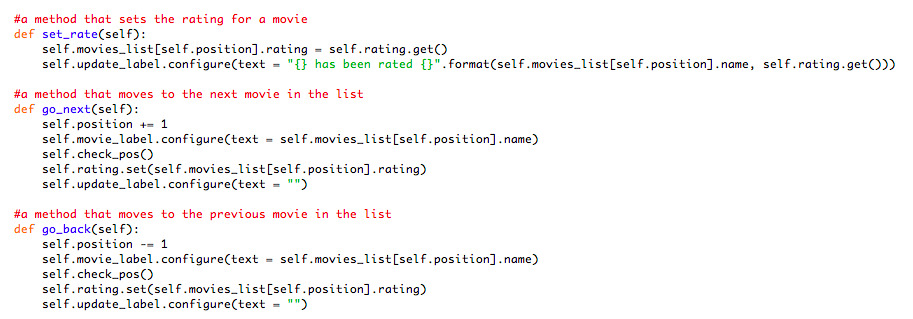 #a method that sets the rating for a movie
def set_rate(self):
    self.movies_list[self.position].rating = self.rating.get()
    self.update_label.configure(text = "{} has been rated {}".format(self.movies_list[self.position].name, self.rating.get()))

#a method that moves to the next movie in the list
def go_next(self):
    self.position += 1
    self.movie_label.configure(text = self.movies_list[self.position].name)
    self.check_pos()
    self.rating.set(self.movies_list[self.position].rating)
    self.update_label.configure(text = "")

#a method that moves to the previous movie in the list
def go_back(self):
    self.position -= 1
    self.movie_label.configure(text = self.movies_list[self.position].name)
    self.check_pos()
    self.rating.set(self.movies_list[self.position].rating)
    self.update_label.configure(text = "")